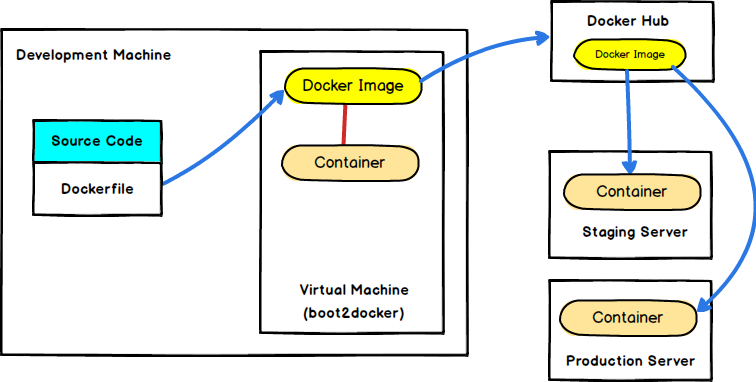 Development Machine
Source Code
Dockerfile
Docker Image
Container
Virtual Machine
(boot2docker)
Docker Hub
Docker Image
Container
Staging Server
Container
Production Server